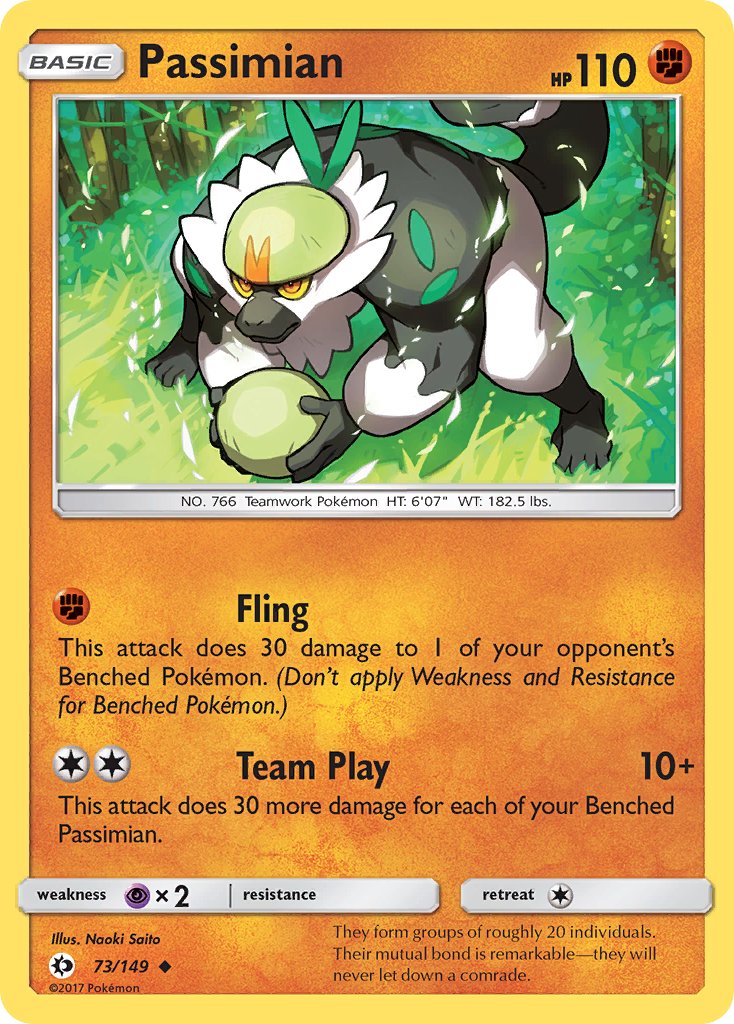 BASIC Passimian HP 110
NO. 766 Teamwork Pokémon HT: 6'07" WT: 182.5 lbs.
Fling
This attack does 30 damage to 1 of your opponent's
Benched Pokémon. (Don't apply Weakness and Resistance
for Benched Pokémon.)
Team Play 10+
This attack does 30 more damage for each of your Benched
Passimian.
weakness × 2 resistance retreat
Illus. Naoki Saito
73/149
©2017 Pokémon
They form groups of roughly 20 individuals.
Their mutual bond is remarkable—they will
never let down a comrade.